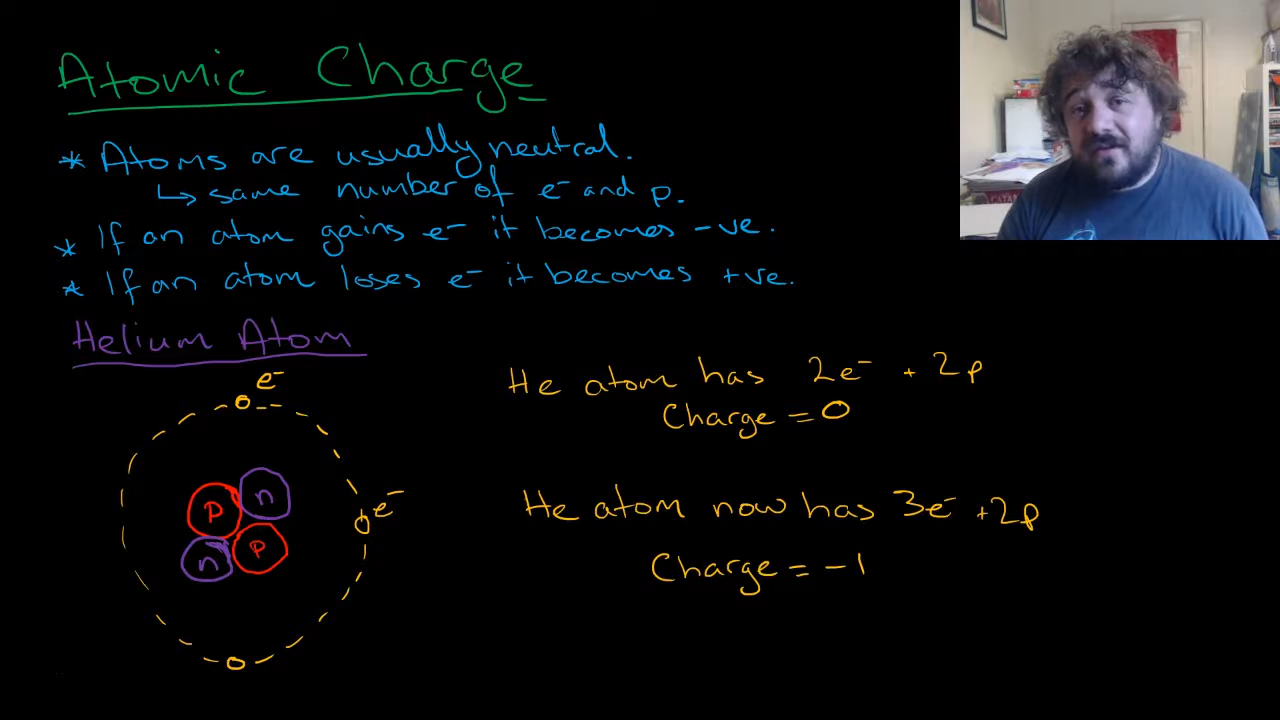 Atomic Charge
* Atoms are usually neutral.
↳ same number of e⁻ and p.
* If an atom gains e⁻ it becomes -ve.
* If an atom loses e⁻ it becomes +ve.
Helium Atom
e⁻
e⁻
p n
n p
He atom has 2e⁻ + 2p
Charge = 0
He atom now has 3e⁻ + 2p
Charge = -1